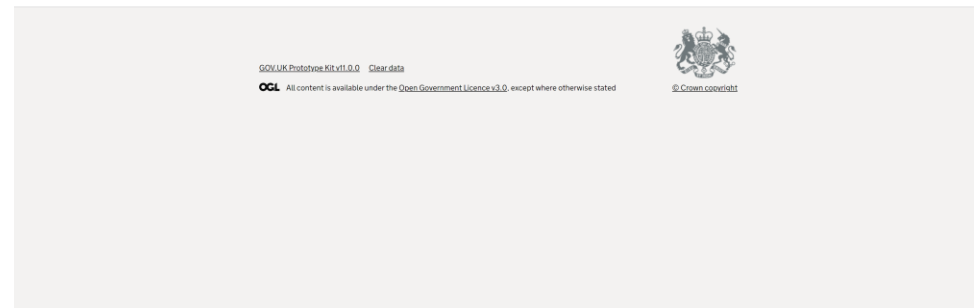 GOV.UK Prototype Kit v11.0.0 Clear data
OGL All content is available under the Open Government Licence v3.0, except where otherwise stated
© Crown copyright